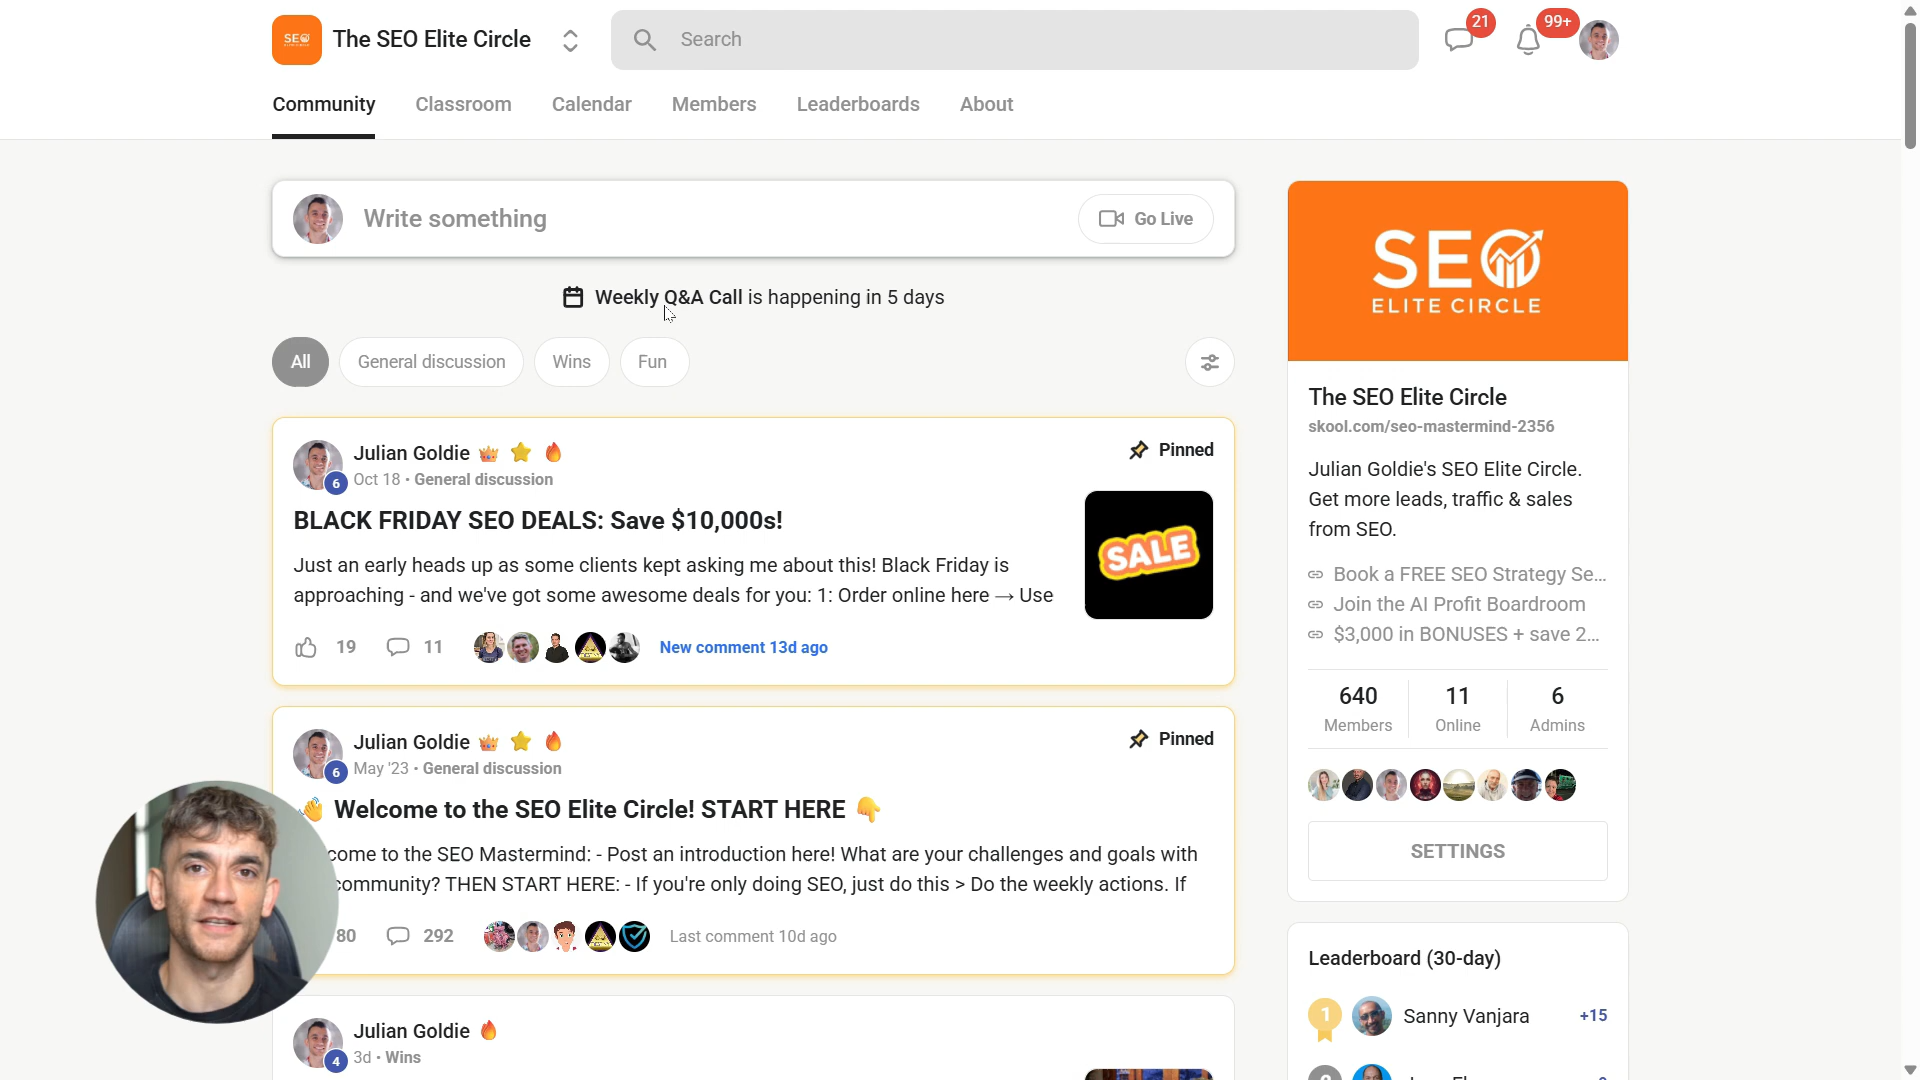 SEO
The SEO Elite Circle
Search
21
99+
Community
Classroom
Calendar
Members
Leaderboards
About
Write something
Go Live
Weekly Q&A Call is happening in 5 days
All
General discussion
Wins
Fun
Julian Goldie
Pinned
6
Oct 18 • General discussion
BLACK FRIDAY SEO DEALS: Save $10,000s!
Just an early heads up as some clients kept asking me about this! Black Friday is
approaching - and we've got some awesome deals for you: 1: Order online here → Use
SALE
19
11
New comment 13d ago
Julian Goldie
Pinned
6
May '23 • General discussion
Welcome to the SEO Elite Circle! START HERE
come to the SEO Mastermind: - Post an introduction here! What are your challenges and goals with
community? THEN START HERE: - If you're only doing SEO, just do this > Do the weekly actions. If
80
292
Last comment 10d ago
Julian Goldie
4
3d • Wins
SEO
ELITE CIRCLE
The SEO Elite Circle
skool.com/seo-mastermind-2356
Julian Goldie's SEO Elite Circle.
Get more leads, traffic & sales
from SEO.
Book a FREE SEO Strategy Se...
Join the AI Profit Boardroom
$3,000 in BONUSES + save 2...
640
11
6
Members
Online
Admins
SETTINGS
Leaderboard (30-day)
1
Sanny Vanjara
+15